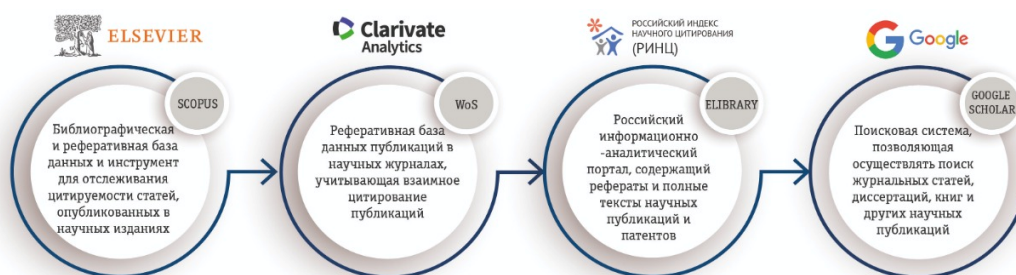 ELSEVIER
SCOPUS
Библиографическая
и реферативная база
данных и инструмент
для отслеживания
цитируемости статей,
опубликованных в
научных изданиях
Clarivate
Analytics
WoS
Реферативная база
данных публикаций в
научных журналах,
учитывающая взаимное
цитирование
публикаций
РОССИЙСКИЙ ИНДЕКС
НАУЧНОГО ЦИТИРОВАНИЯ
(РИНЦ)
ELIBRARY
Российский
информационно
-аналитический
портал, содержащий
рефераты и полные
тексты научных
публикаций и
патентов
Google
GOOGLE
SCHOLAR
Поисковая система,
позволяющая
осуществлять поиск
журнальных статей,
диссертаций, книг и
других научных
публикаций